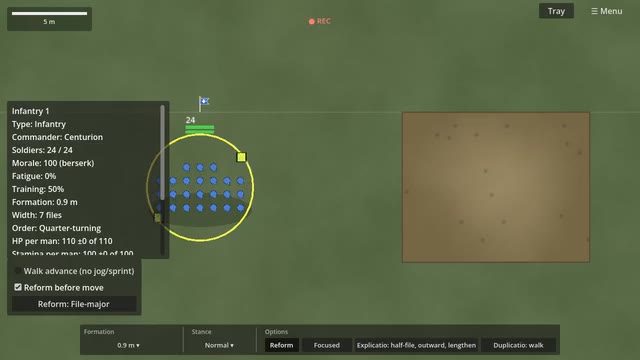 5 m
REC
Tray
☰ Menu
24
Infantry 1
Type: Infantry
Commander: Centurion
Soldiers: 24 / 24
Morale: 100 (berserk)
Fatigue: 0%
Training: 50%
Formation: 0.9 m
Width: 7 files
Order: Quarter-turning
HP per man: 110 ±0 of 110
Stamina per man: 100 ±0 of 100
Walk advance (no jog/sprint)
Reform before move
Reform: File-major
Formation
0.9 m ▾
Stance
Normal ▾
Options
Reform
Focused
Explicatio: half-file, outward, lengthen
Duplicatio: walk